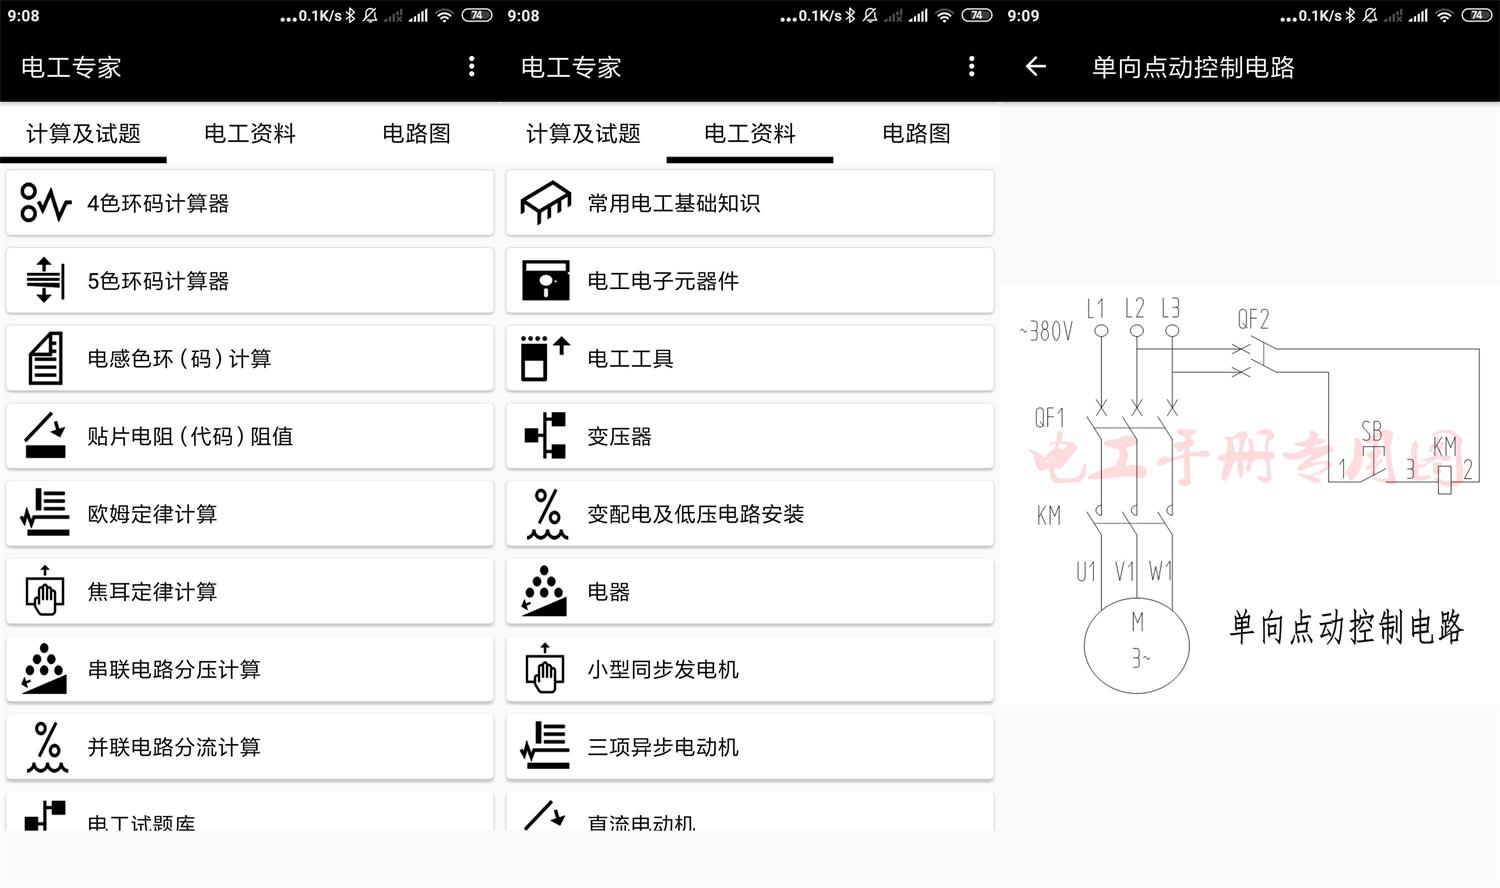 9:08
0.1K/s
74
电工专家
计算及试题
电工资料
电路图
4色环码计算器
5色环码计算器
电感色环(码)计算
贴片电阻(代码)阻值
欧姆定律计算
焦耳定律计算
串联电路分压计算
并联电路分流计算
电工试题库
9:08
0.1K/s
74
电工专家
计算及试题
电工资料
电路图
常用电工基础知识
电工电子元器件
电工工具
变压器
变配电及低压电路安装
电器
小型同步发电机
三项异步电动机
直流电动机
9:09
0.1K/s
74
单向点动控制电路
L1 L2 L3
~380V
QF2
QF1
SB
KM
1 3 2
电工手册专用图
KM
U1 V1 W1
M
3~
单向点动控制电路